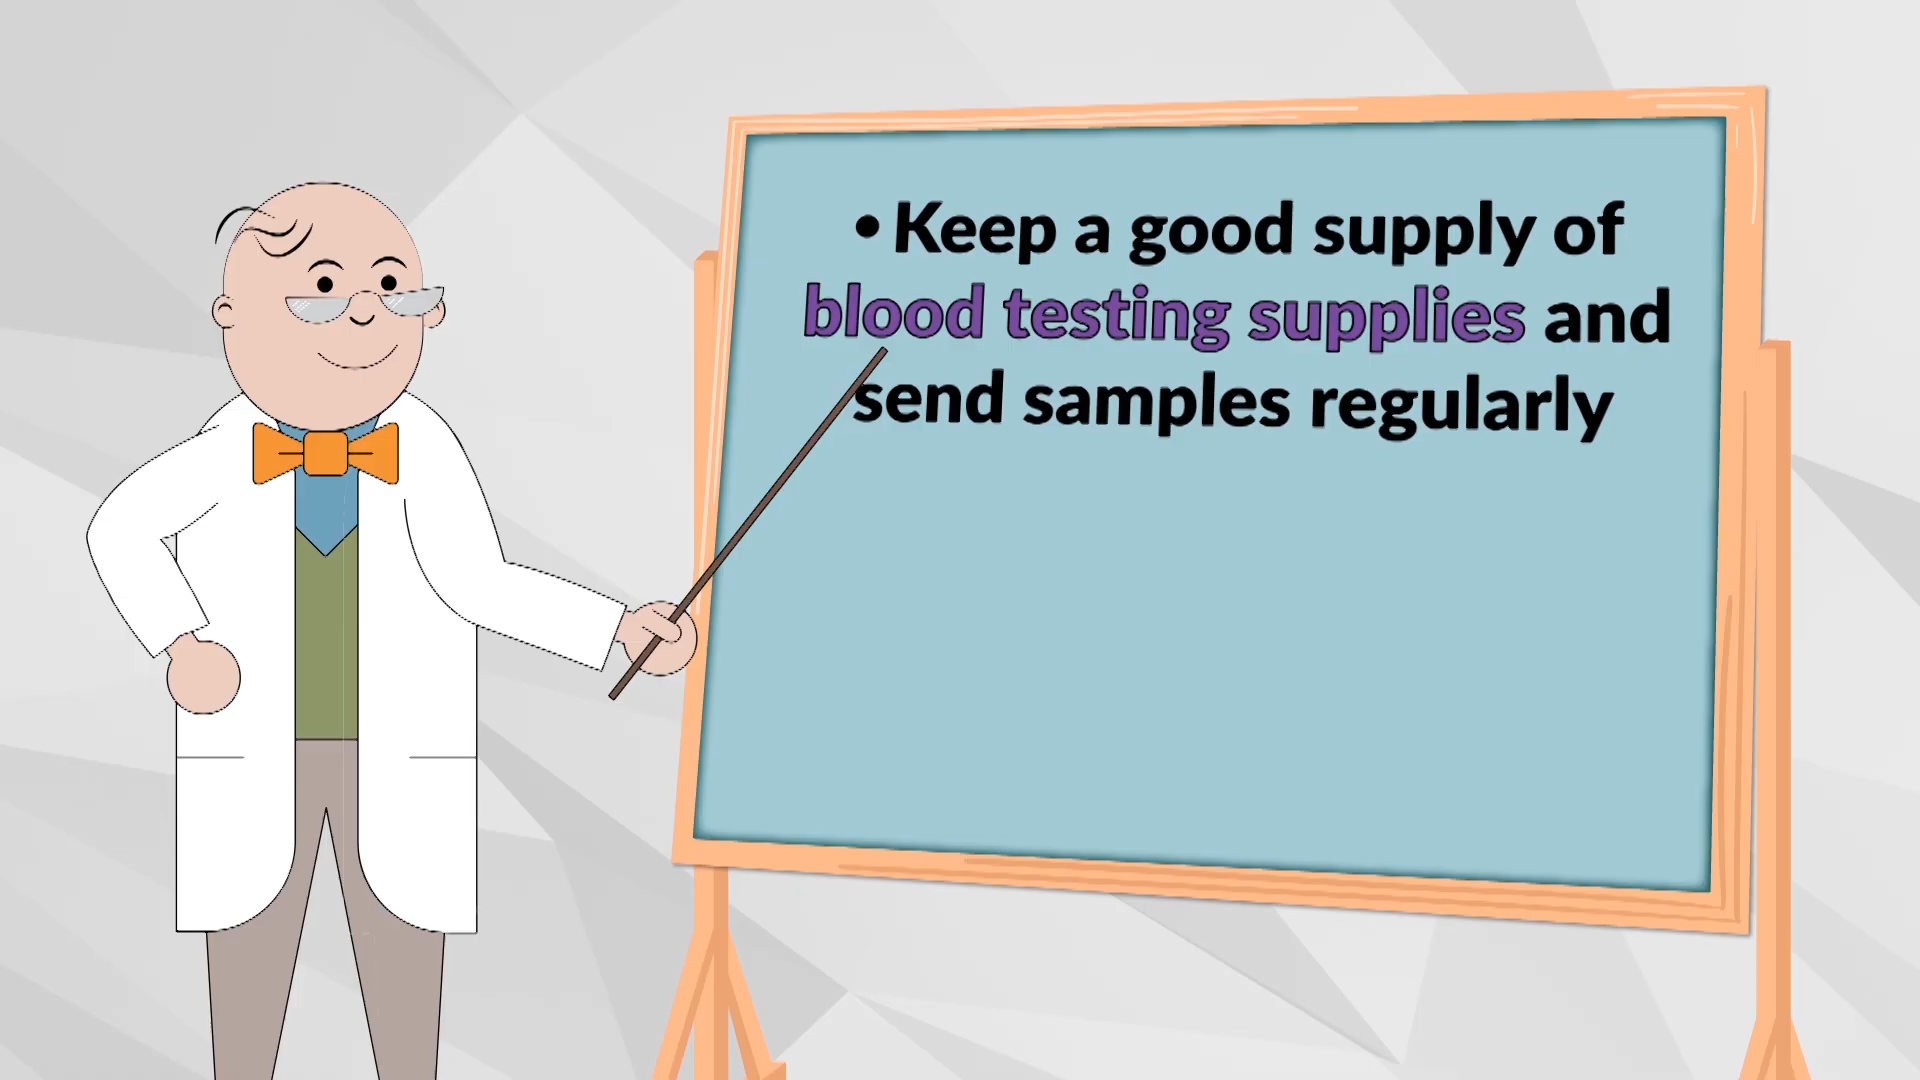 • Keep a good supply of
blood testing supplies and
send samples regularly